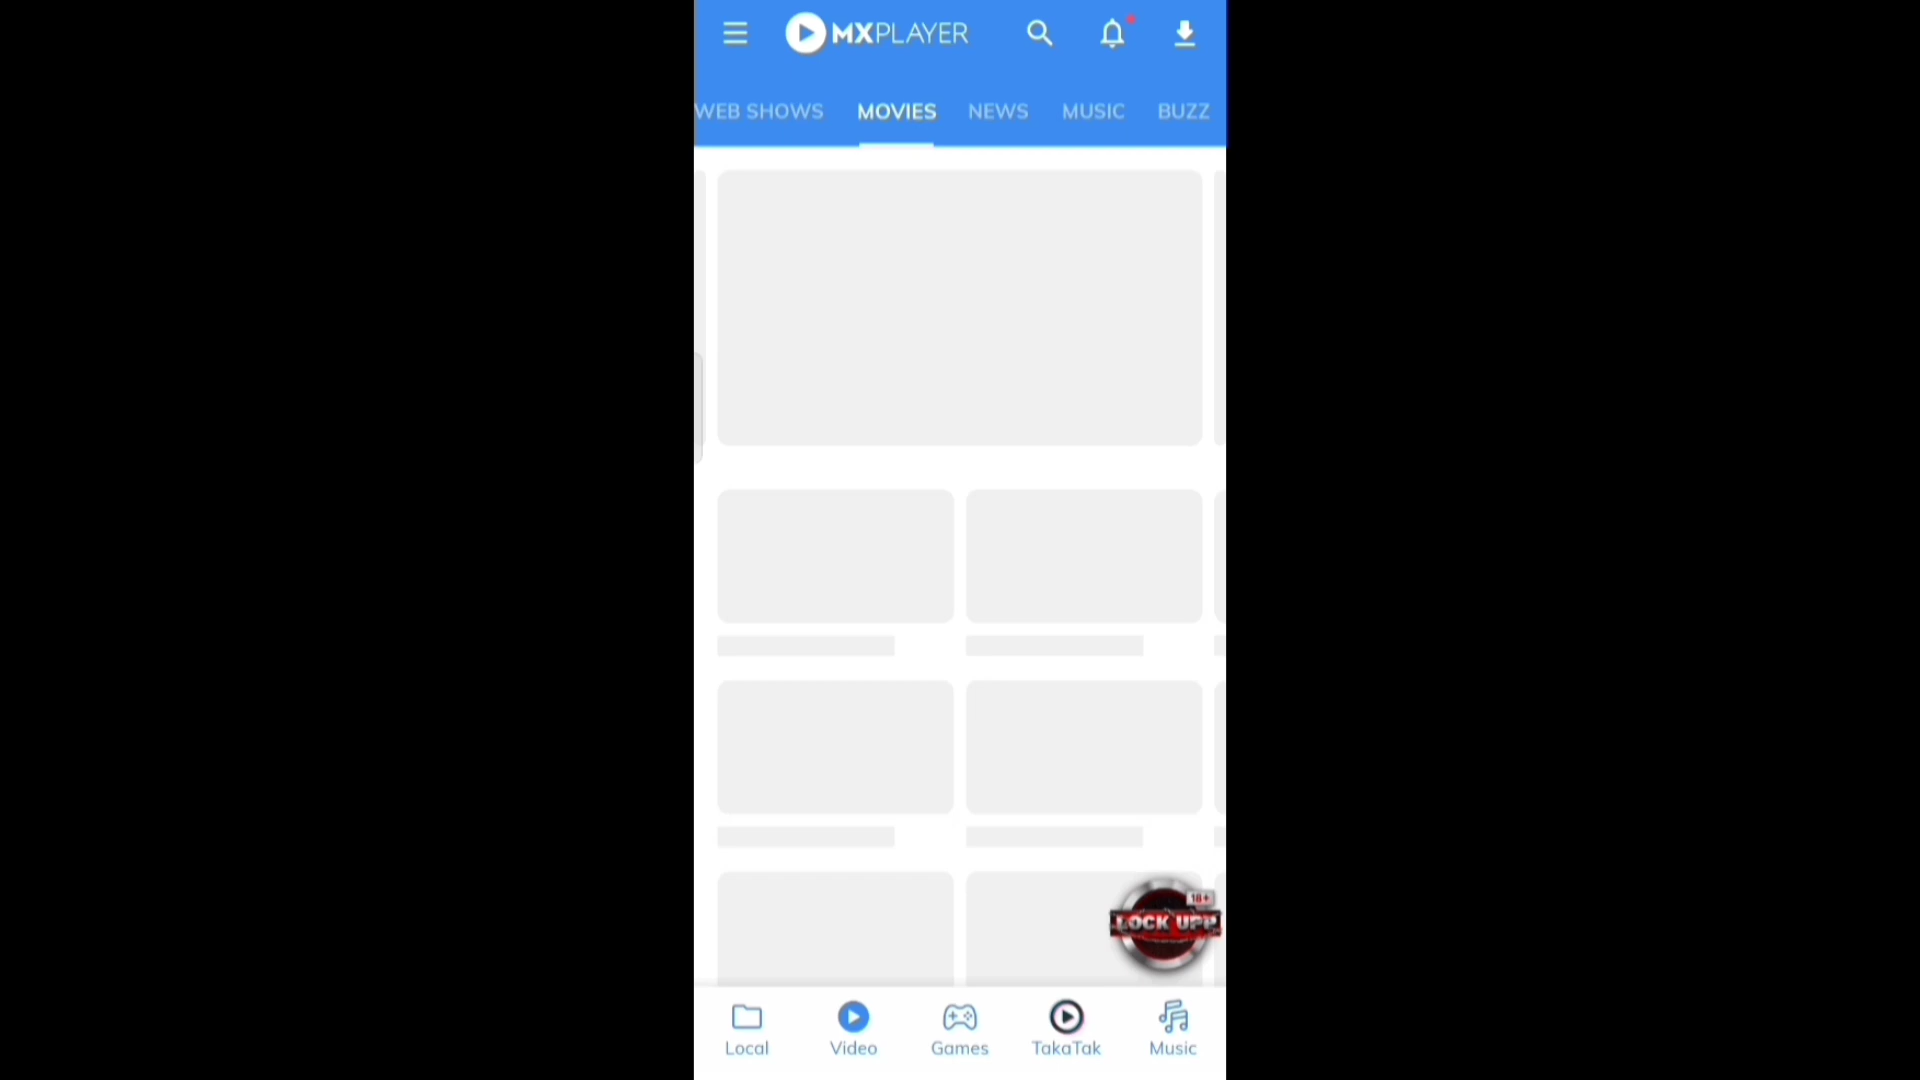 MXPLAYER
WEB SHOWS MOVIES NEWS MUSIC BUZZ
18+
LOCK UPP
Local Video Games TakaTak Music